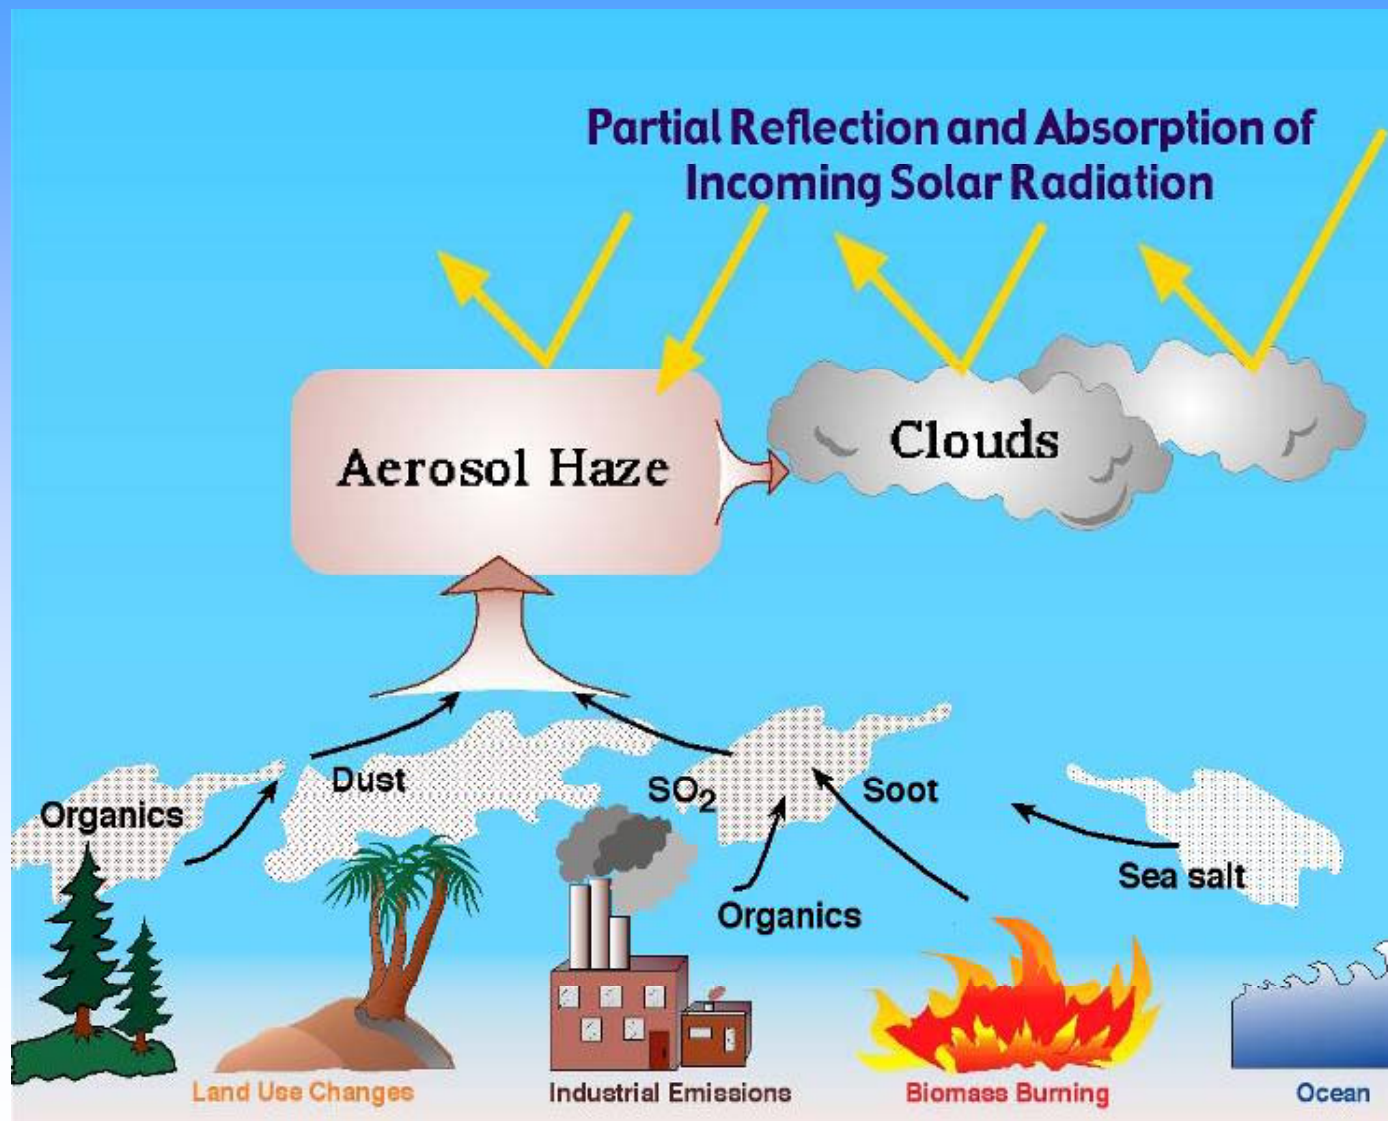 Partial Reflection and Absorption of
Incoming Solar Radiation
Aerosol Haze
Clouds
Organics
Dust
SO₂
Soot
Organics
Sea salt
Land Use Changes
Industrial Emissions
Biomass Burning
Ocean